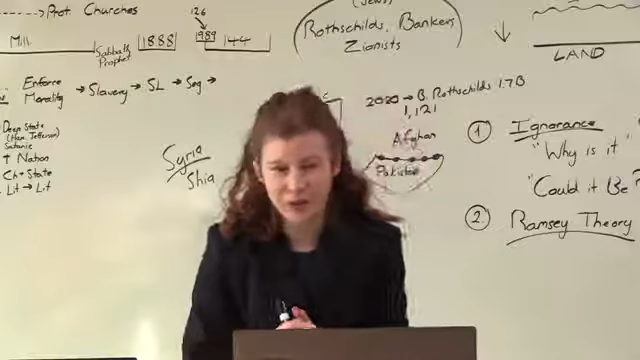 Prot. Churches
Mill.
Sabbath
Prophet
1888
126
1989
144
(Jews)
Rothschilds, Bankers
Zionists
LAND
Enforce
Morality → Slavery → SL → Seg →
Deep State
Satanic
↑ Nation
Ch + State
Lit → Lit
Syria
Shia
2020 → B. Rothschilds 1.7B
1,121
Afghan
Pakistan
① Ignorance
"Why is it"
"Could it Be?
② Ramsey Theory